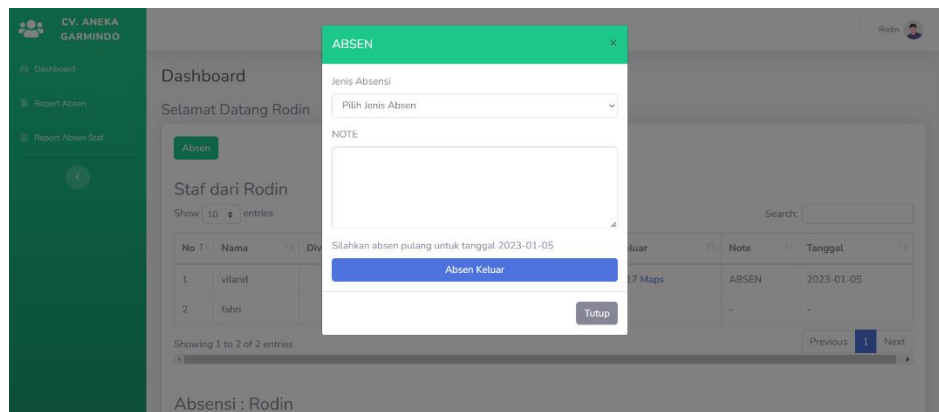 CV. ANEKA
GARMINDO
Rodin
Dashboard
Report Absen
Report Absen Staf
Dashboard
Selamat Datang Rodin
Absen
Staf dari Rodin
Show 10 entries
Search:
No Nama Div luar Note Tanggal
1 viland 17 Maps ABSEN 2023-01-05
2 fahri - -
Showing 1 to 2 of 2 entries
Previous 1 Next
Absensi : Rodin
ABSEN ×
Jenis Absensi
Pilih Jenis Absen
NOTE
Silahkan absen pulang untuk tanggal 2023-01-05
Absen Keluar
Tutup